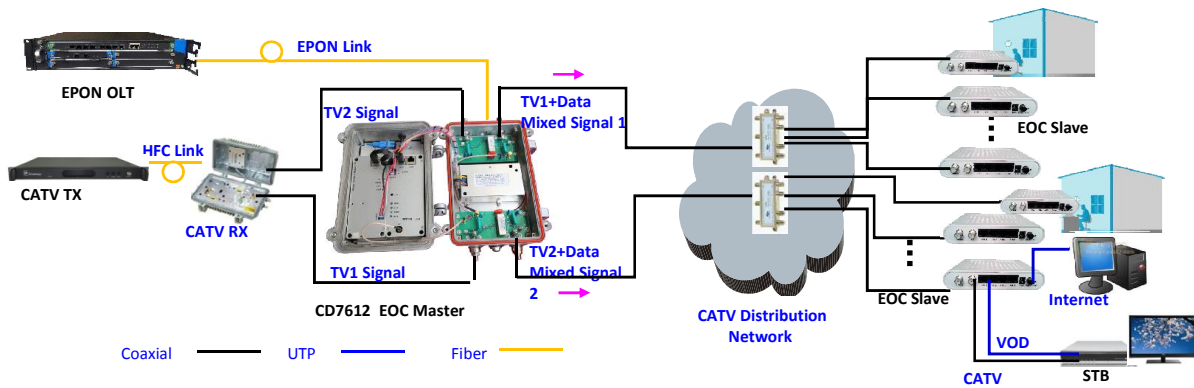 EPON Link
EPON OLT
TV2 Signal
TV1+Data
Mixed Signal 1
EOC Slave
HFC Link
CATV TX
CATV RX
TV1 Signal
TV2+Data
Mixed Signal
2
CD7612 EOC Master
CATV Distribution
Network
EOC Slave
Internet
VOD
CATV
STB
Coaxial
UTP
Fiber